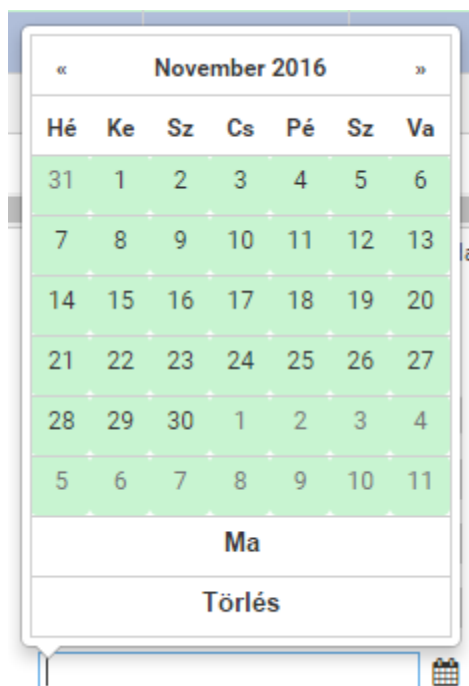 « November 2016 »
Hé Ke Sz Cs Pé Sz Va
31 1 2 3 4 5 6
7 8 9 10 11 12 13
14 15 16 17 18 19 20
21 22 23 24 25 26 27
28 29 30 1 2 3 4
5 6 7 8 9 10 11
Ma
Törlés